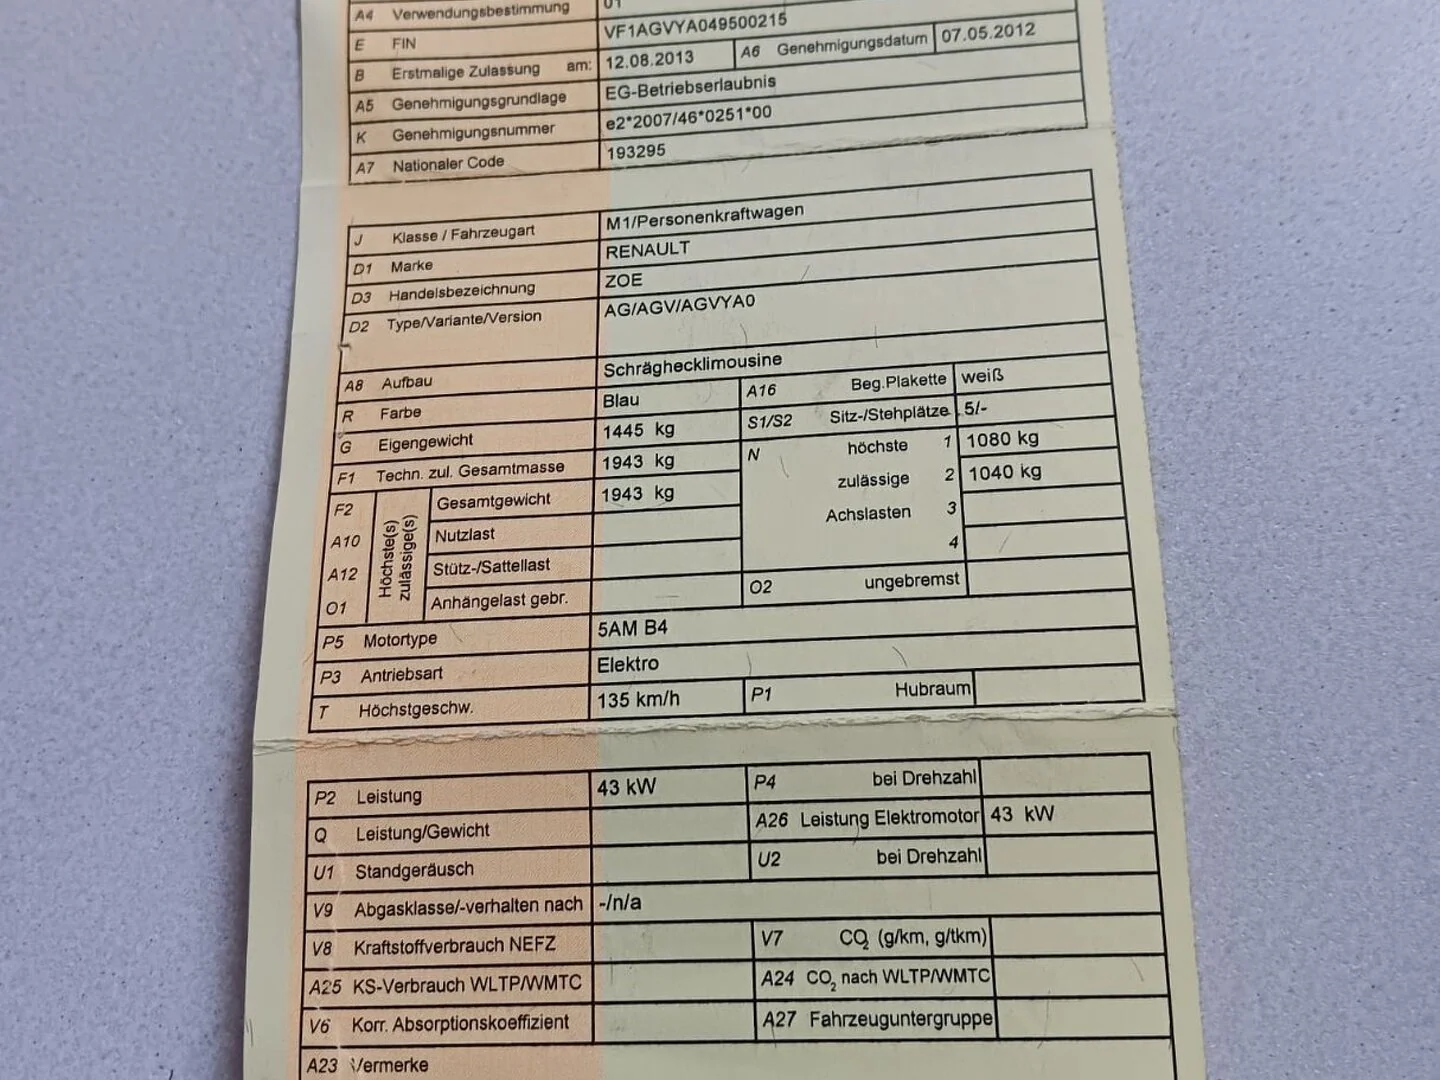 A4 Verwendungsbestimmung 01
E FIN VF1AGVYA049500215
B Erstmalige Zulassung am: 12.08.2013 A6 Genehmigungsdatum 07.05.2012
A5 Genehmigungsgrundlage EG-Betriebserlaubnis
K Genehmigungsnummer e2*2007/46*0251*00
A7 Nationaler Code 193295
J Klasse / Fahrzeugart M1/Personenkraftwagen
D1 Marke RENAULT
D3 Handelsbezeichnung ZOE
D2 Type/Variante/Version AG/AGV/AGVYA0
A8 Aufbau Schräghecklimousine
R Farbe Blau A16 Beg.Plakette weiß
G Eigengewicht 1445 kg S1/S2 Sitz-/Stehplätze 5/-
F1 Techn. zul. Gesamtmasse 1943 kg N höchste 1 1080 kg
F2 Höchste(s) zulässige(s) Gesamtgewicht 1943 kg zulässige 2 1040 kg
A10 Nutzlast Achslasten 3
A12 Stütz-/Sattellast 4
O1 Anhängelast gebr. O2 ungebremst
P5 Motortype 5AM B4
P3 Antriebsart Elektro
T Höchstgeschw. 135 km/h P1 Hubraum
P2 Leistung 43 kW P4 bei Drehzahl
Q Leistung/Gewicht A26 Leistung Elektromotor 43 kW
U1 Standgeräusch U2 bei Drehzahl
V9 Abgasklasse/-verhalten nach -/n/a
V8 Kraftstoffverbrauch NEFZ V7 CO₂ (g/km, g/tkm)
A25 KS-Verbrauch WLTP/WMTC A24 CO₂ nach WLTP/WMTC
V6 Korr. Absorptionskoeffizient A27 Fahrzeuguntergruppe
A23 Vermerke